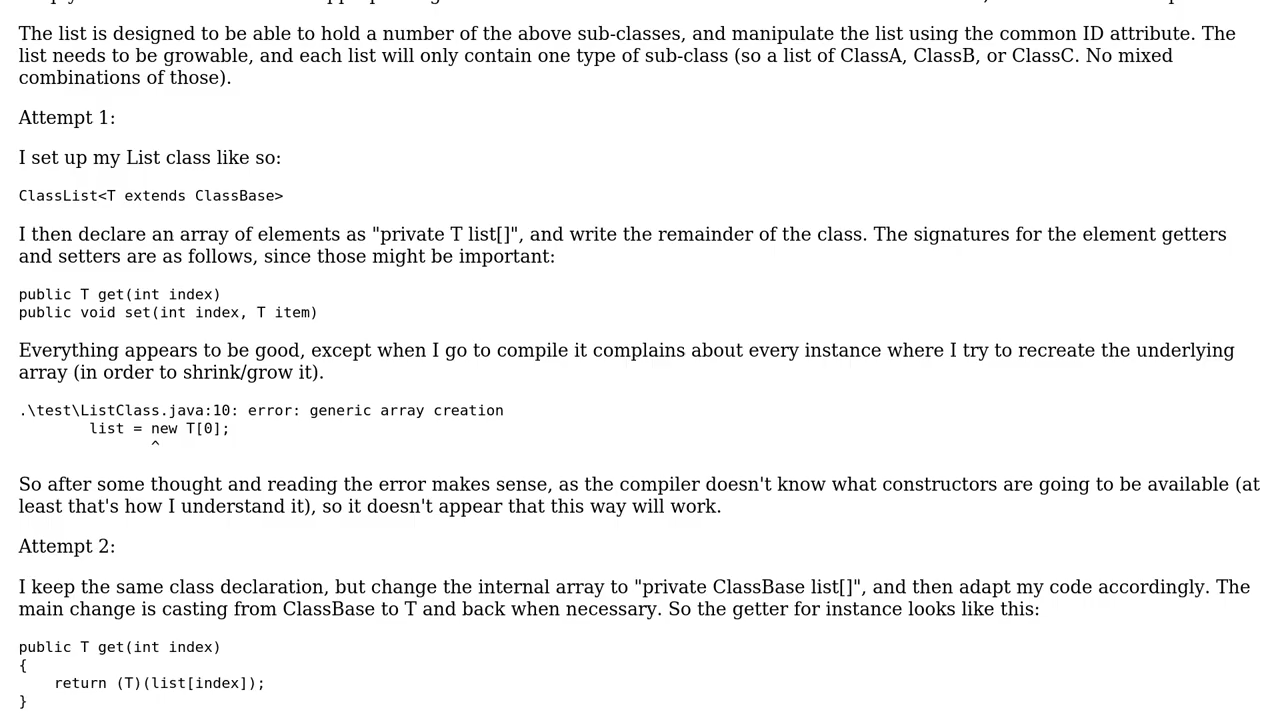 The list is designed to be able to hold a number of the above sub-classes, and manipulate the list using the common ID attribute. The
list needs to be growable, and each list will only contain one type of sub-class (so a list of ClassA, ClassB, or ClassC. No mixed
combinations of those).
Attempt 1:
I set up my List class like so:
ClassList<T extends ClassBase>
I then declare an array of elements as "private T list[]", and write the remainder of the class. The signatures for the element getters
and setters are as follows, since those might be important:
public T get(int index)
public void set(int index, T item)
Everything appears to be good, except when I go to compile it complains about every instance where I try to recreate the underlying
array (in order to shrink/grow it).
.\test\ListClass.java:10: error: generic array creation
        list = new T[0];
               ^
So after some thought and reading the error makes sense, as the compiler doesn't know what constructors are going to be available (at
least that's how I understand it), so it doesn't appear that this way will work.
Attempt 2:
I keep the same class declaration, but change the internal array to "private ClassBase list[]", and then adapt my code accordingly. The
main change is casting from ClassBase to T and back when necessary. So the getter for instance looks like this:
public T get(int index)
{
    return (T)(list[index]);
}